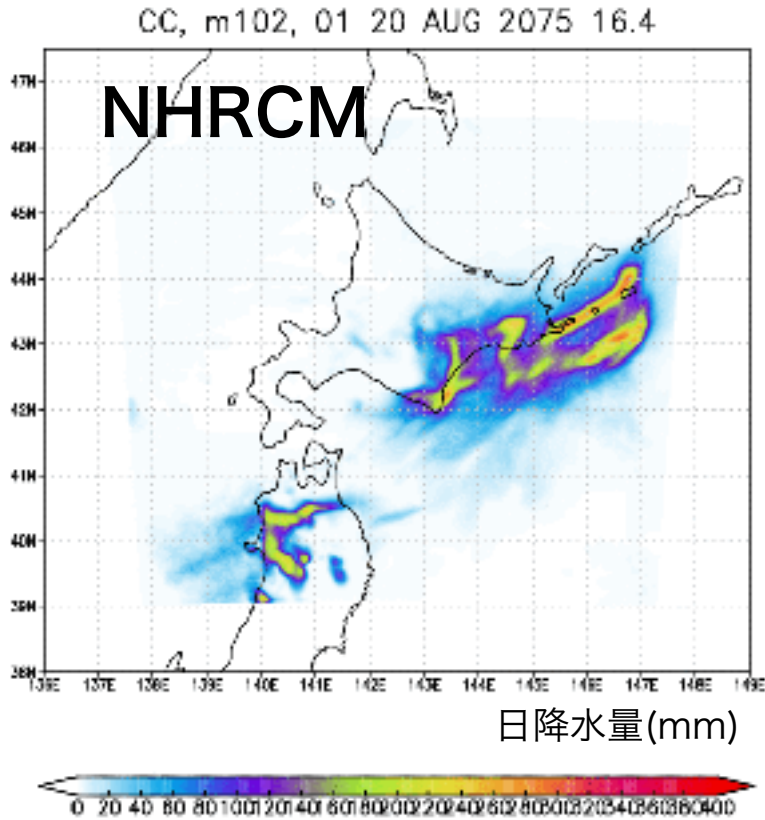 CC, m102, 01 20 AUG 2075 16.4
NHRCM
47N
46N
45N
44N
43N
42N
41N
40N
39N
38N
136E 137E 138E 139E 140E 141E 142E 143E 144E 145E 146E 147E 148E 149E
日降水量(mm)
0 20 40 60 80 100 120 140 160 180 200 220 240 260 280 300 320 340 360 380 400